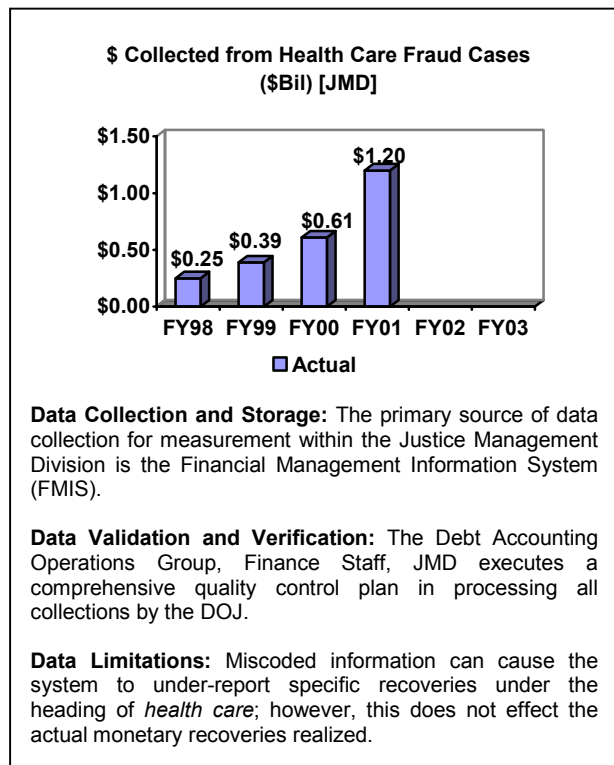 $ Collected from Health Care Fraud Cases
($Bil) [JMD]
$1.50
$1.00
$0.50
$0.00
$0.25
$0.39
$0.61
$1.20
FY98 FY99 FY00 FY01 FY02 FY03
Actual
Data Collection and Storage: The primary source of data
collection for measurement within the Justice Management
Division is the Financial Management Information System
(FMIS).
Data Validation and Verification: The Debt Accounting
Operations Group, Finance Staff, JMD executes a
comprehensive quality control plan in processing all
collections by the DOJ.
Data Limitations: Miscoded information can cause the
system to under-report specific recoveries under the
heading of health care; however, this does not effect the
actual monetary recoveries realized.